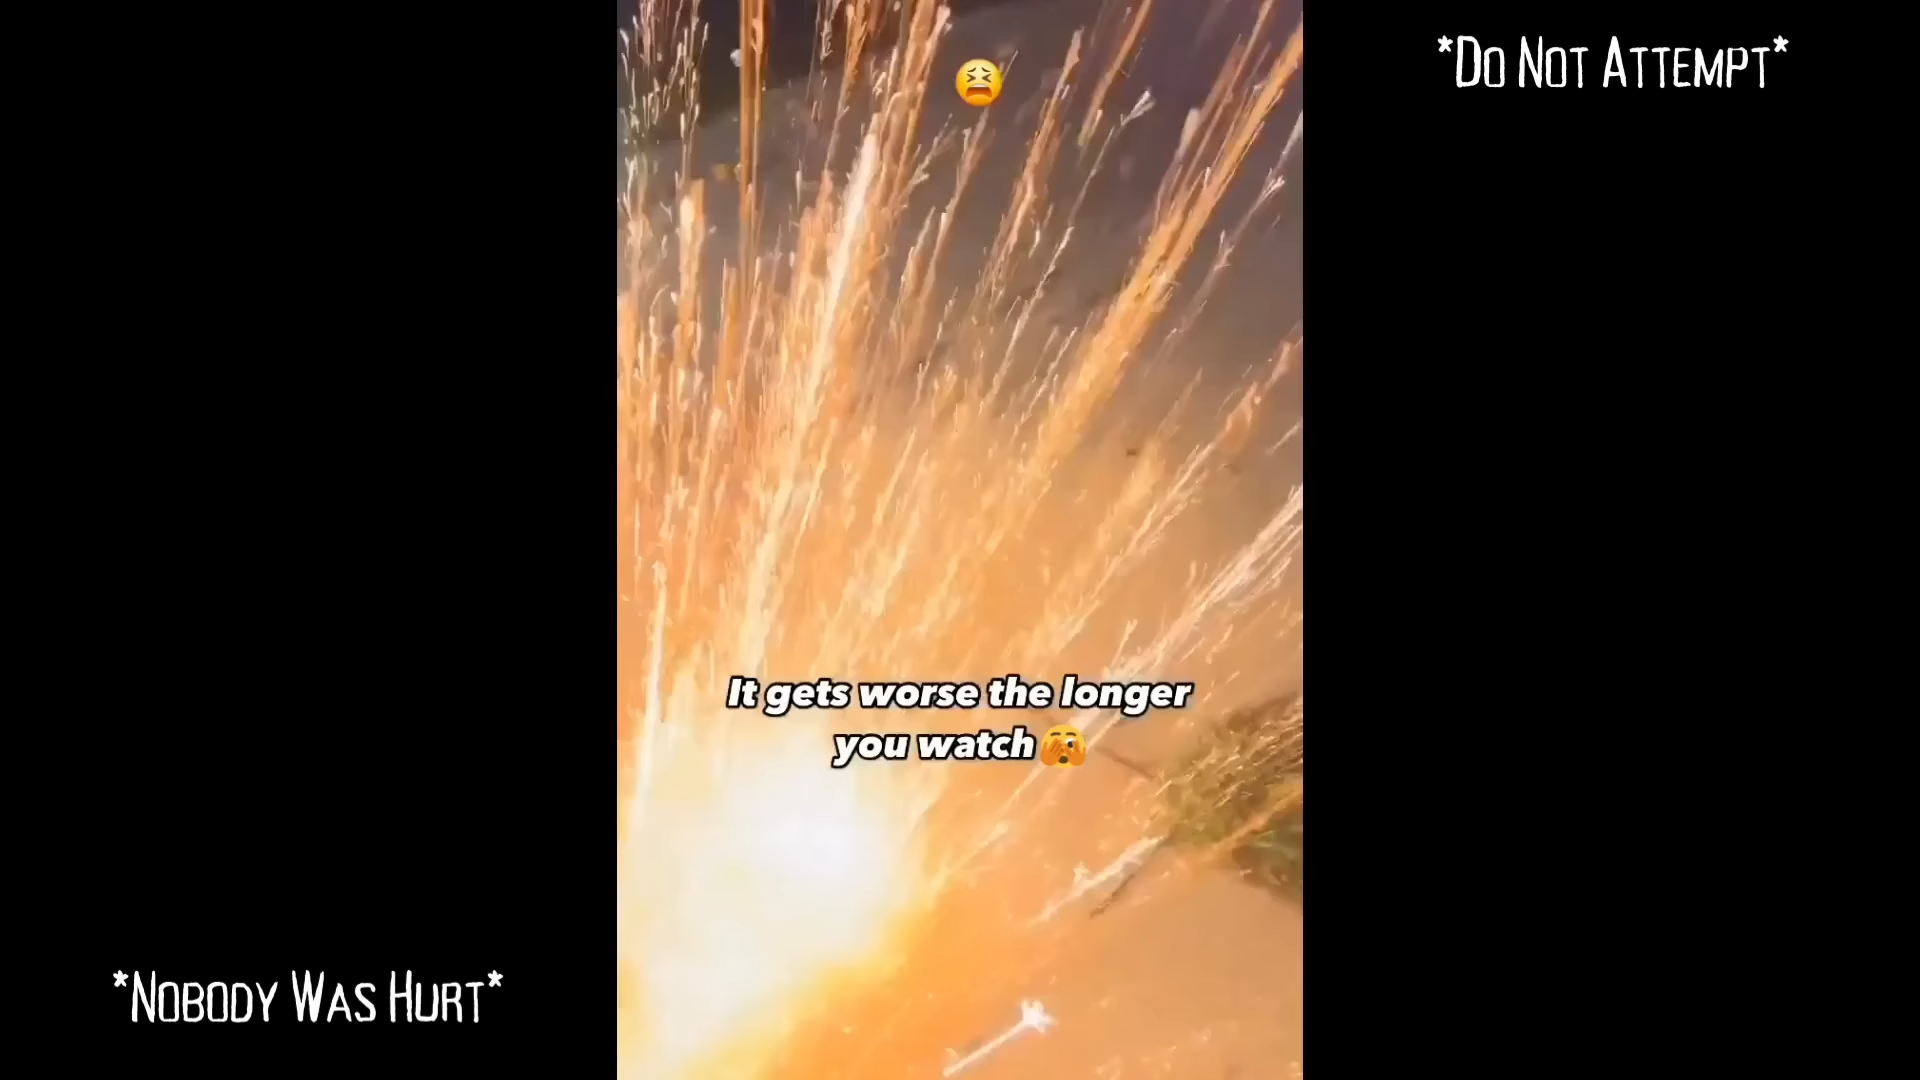 *Do Not Attempt*
It gets worse the longer
you watch🫣
*Nobody Was Hurt*